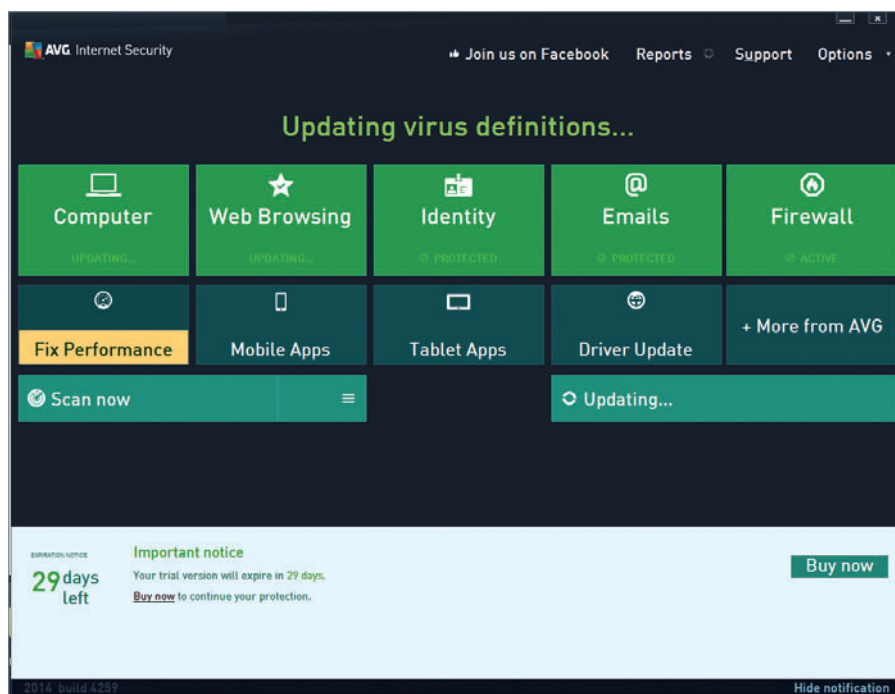 AVG Internet Security
Join us on Facebook Reports Support Options
Updating virus definitions...
Computer Web Browsing Identity Emails Firewall
UPDATING... UPDATING... PROTECTED PROTECTED ACTIVE
Fix Performance Mobile Apps Tablet Apps Driver Update + More from AVG
Scan now Updating...
EXPIRATION NOTICE
29 days left
Important notice
Your trial version will expire in 29 days.
Buy now to continue your protection.
Buy now
2014 build 4259 Hide notification